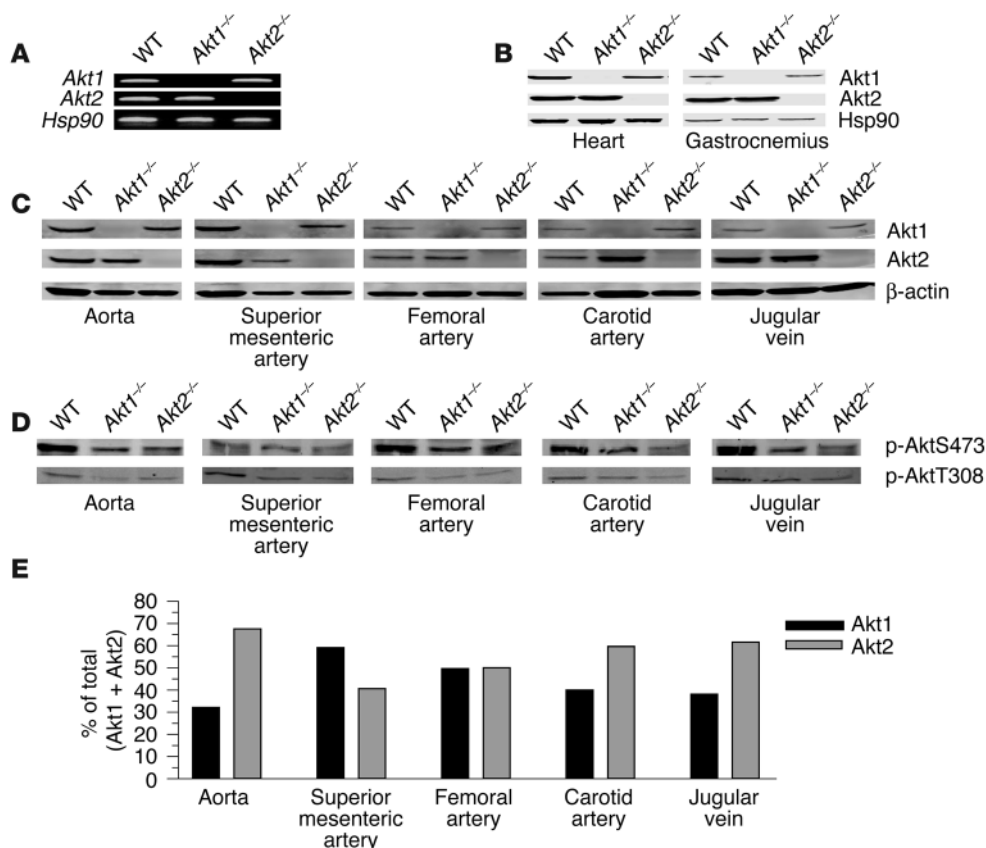 A
WT Akt1⁻/⁻ Akt2⁻/⁻
Akt1
Akt2
Hsp90
B
WT Akt1⁻/⁻ Akt2⁻/⁻ WT Akt1⁻/⁻ Akt2⁻/⁻
Akt1
Akt2
Hsp90
Heart Gastrocnemius
C
WT Akt1⁻/⁻ Akt2⁻/⁻ WT Akt1⁻/⁻ Akt2⁻/⁻ WT Akt1⁻/⁻ Akt2⁻/⁻ WT Akt1⁻/⁻ Akt2⁻/⁻ WT Akt1⁻/⁻ Akt2⁻/⁻
Akt1
Akt2
β-actin
Aorta Superior Femoral Carotid Jugular
mesenteric artery artery vein
artery
D
WT Akt1⁻/⁻ Akt2⁻/⁻ WT Akt1⁻/⁻ Akt2⁻/⁻ WT Akt1⁻/⁻ Akt2⁻/⁻ WT Akt1⁻/⁻ Akt2⁻/⁻ WT Akt1⁻/⁻ Akt2⁻/⁻
p-AktS473
p-AktT308
Aorta Superior Femoral Carotid Jugular
mesenteric artery artery vein
artery
E
% of total
(Akt1 + Akt2)
80
70
60
50
40
30
20
10
0
Akt1
Akt2
Aorta Superior Femoral Carotid Jugular
mesenteric artery artery vein
artery